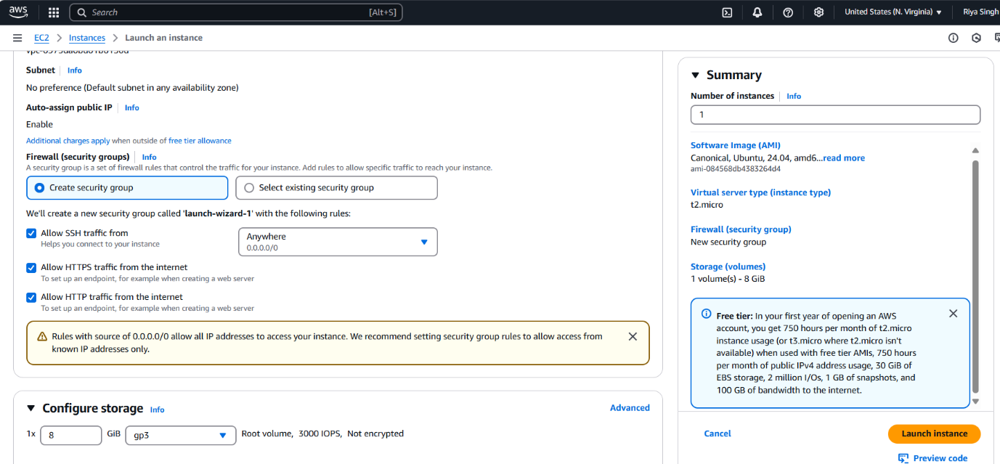 aws
Search [Alt+S]
United States (N. Virginia)
Riya Singh
EC2 > Instances > Launch an instance
Subnet Info
No preference (Default subnet in any availability zone)
Auto-assign public IP Info
Enable
Additional charges apply when outside of free tier allowance
Firewall (security groups) Info
A security group is a set of firewall rules that control the traffic for your instance. Add rules to allow specific traffic to reach your instance.
Create security group
Select existing security group
We'll create a new security group called 'launch-wizard-1' with the following rules:
Allow SSH traffic from
Helps you connect to your instance
Anywhere
0.0.0.0/0
Allow HTTPS traffic from the internet
To set up an endpoint, for example when creating a web server
Allow HTTP traffic from the internet
To set up an endpoint, for example when creating a web server
Rules with source of 0.0.0.0/0 allow all IP addresses to access your instance. We recommend setting security group rules to allow access from
known IP addresses only.
Configure storage Info
Advanced
1x 8 GiB gp3 Root volume, 3000 IOPS, Not encrypted
Summary
Number of instances Info
1
Software Image (AMI)
Canonical, Ubuntu, 24.04, amd6...read more
ami-084568db4383264d4
Virtual server type (instance type)
t2.micro
Firewall (security group)
New security group
Storage (volumes)
1 volume(s) - 8 GiB
Free tier: In your first year of opening an AWS
account, you get 750 hours per month of t2.micro
instance usage (or t3.micro where t2.micro isn't
available) when used with free tier AMIs, 750 hours
per month of public IPv4 address usage, 30 GiB of
EBS storage, 2 million I/Os, 1 GB of snapshots, and
100 GB of bandwidth to the internet.
Cancel
Launch instance
Preview code